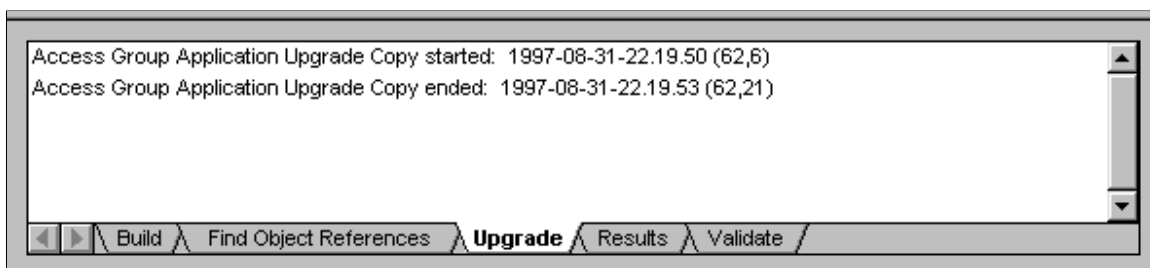 Access Group Application Upgrade Copy started:  1997-08-31-22.19.50 (62,6)
Access Group Application Upgrade Copy ended:  1997-08-31-22.19.53 (62,21)
Build Find Object References Upgrade Results Validate